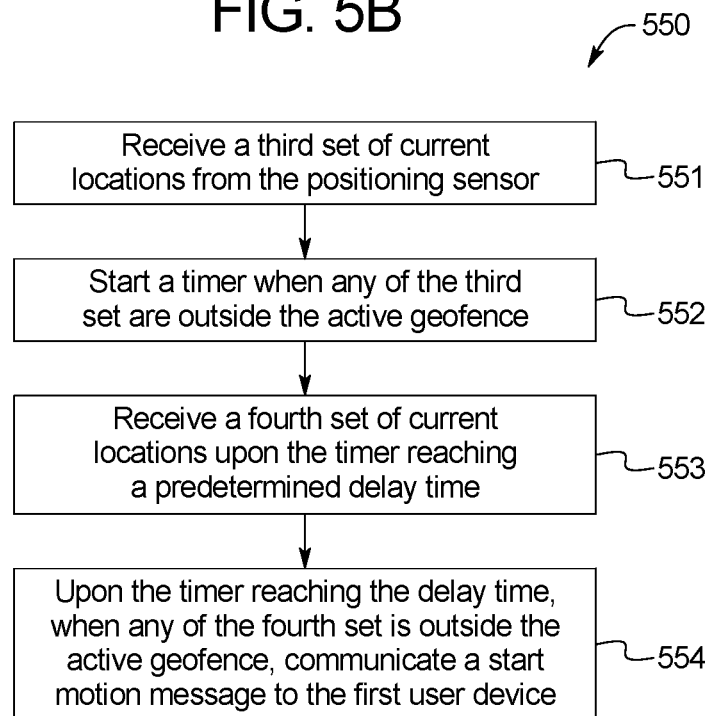 FIG. 5B
550
Receive a third set of current
locations from the positioning sensor
551
Start a timer when any of the third
set are outside the active geofence
552
Receive a fourth set of current
locations upon the timer reaching
a predetermined delay time
553
Upon the timer reaching the delay time,
when any of the fourth set is outside the
active geofence, communicate a start
motion message to the first user device
554